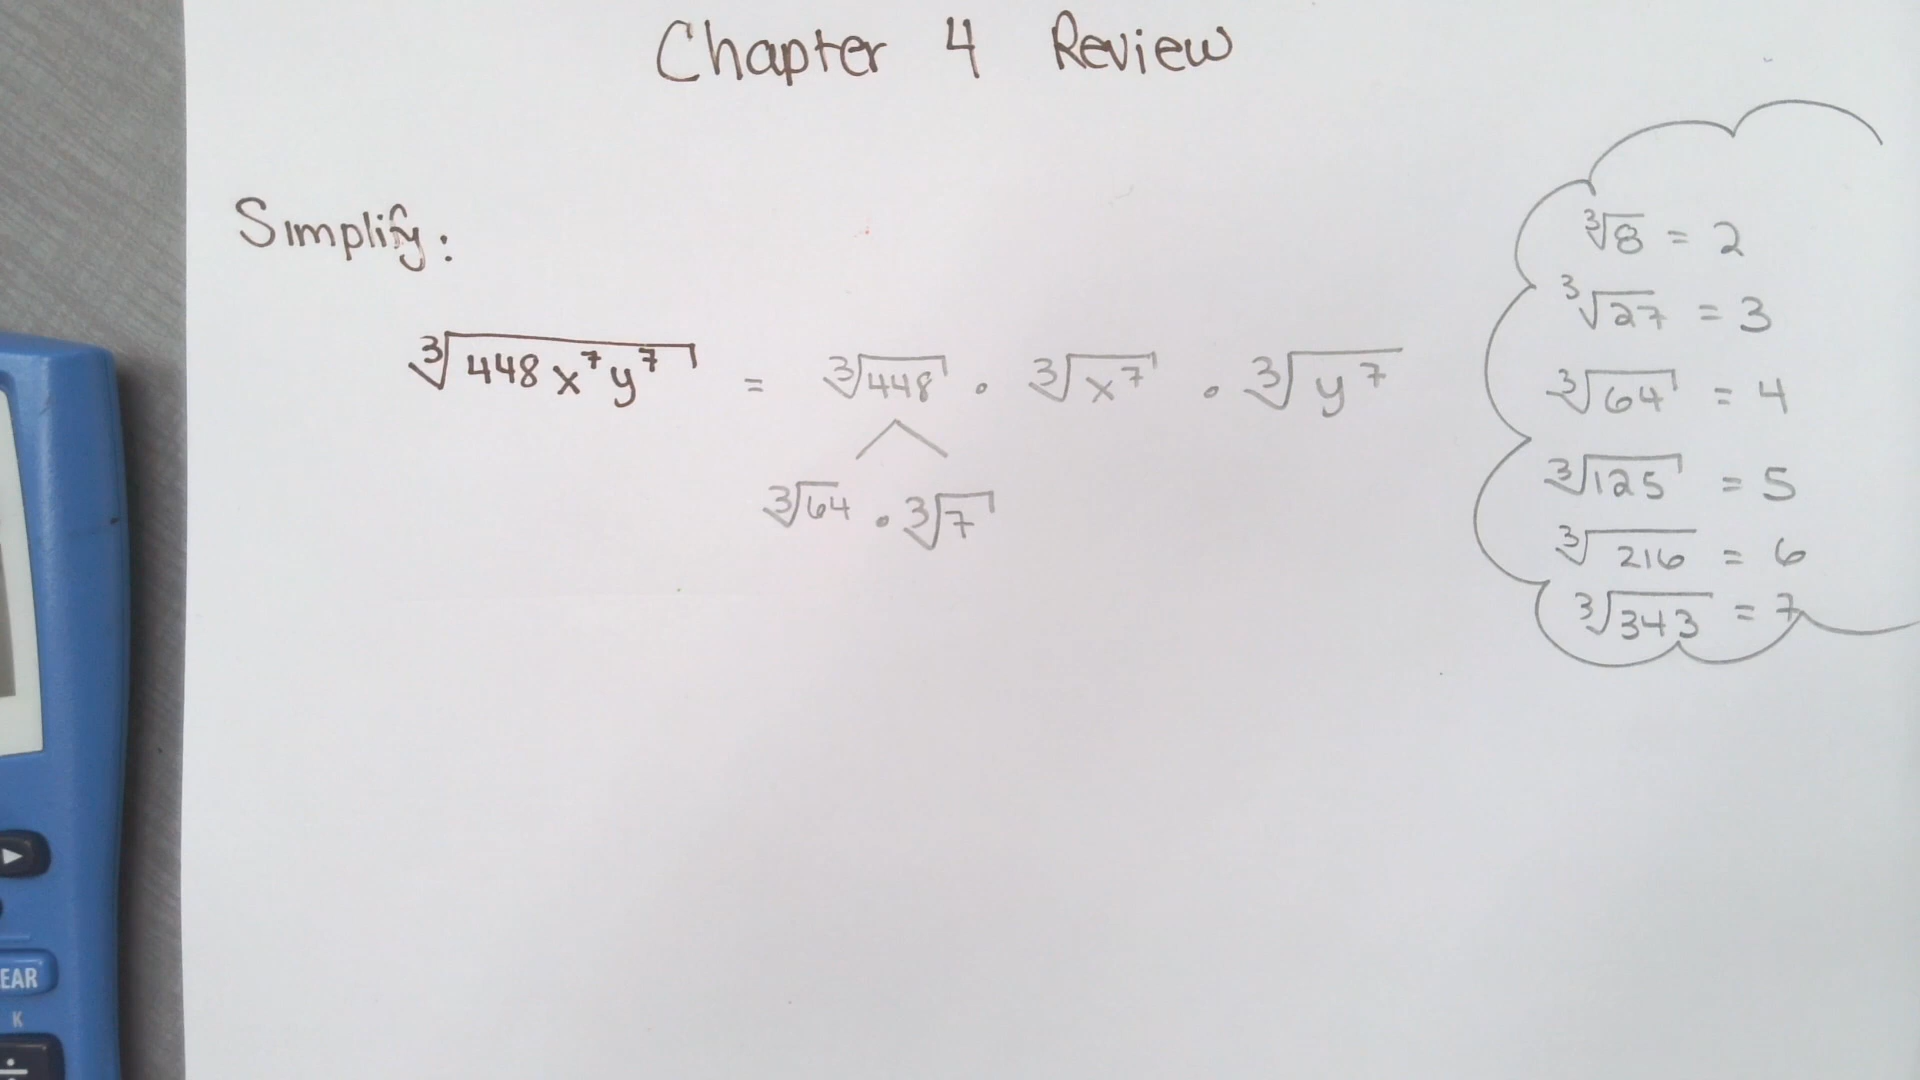 Chapter 4 Review
Simplify:
∛448x⁷y⁷ = ∛448 • ∛x⁷ • ∛y⁷
∛64 • ∛7
∛8 = 2
∛27 = 3
∛64 = 4
∛125 = 5
∛216 = 6
∛343 = 7
EAR
K
÷